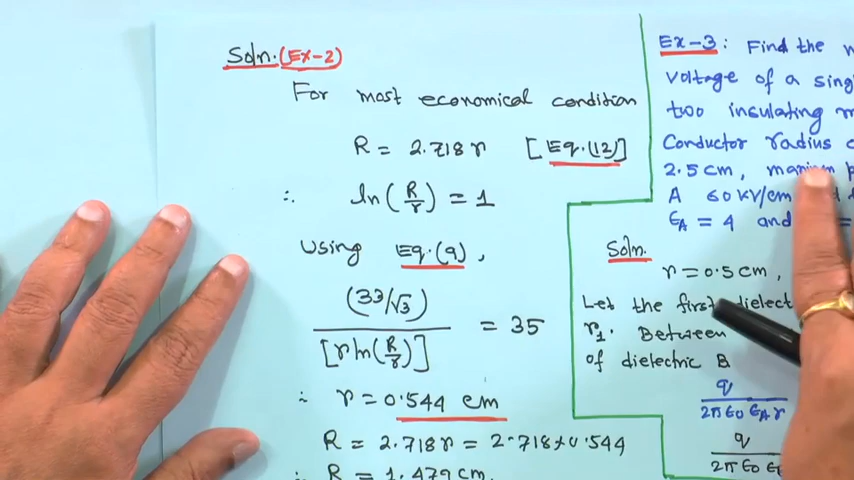 Soln. (Ex-2)
For most economical condition
R = 2.718 r [Eq.(12)]
∴ ln(R/r) = 1
Using Eq.(9),
(33/√3) / [r ln(R/r)] = 35
∴ r = 0.544 cm
R = 2.718 r = 2.718 x 0.544
∴ R = 1.479 cm.
Ex-3: Find the
voltage of a
two insulating
Conductor radius
2.5 cm,
A 60 kV/cm
ϵA = 4 and =
Soln.
r = 0.5 cm,
Let the first
r1. Between
of dielectric B
q / 2π ϵ0 ϵA r
q / 2π ϵ0